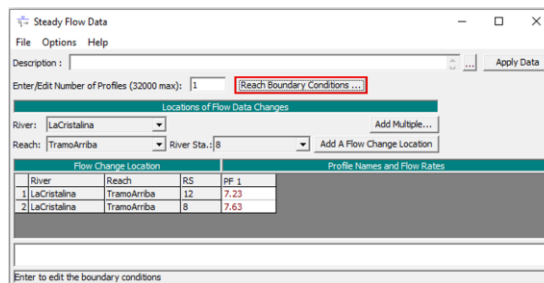 Steady Flow Data
File Options Help
Description : ... Apply Data
Enter/Edit Number of Profiles (32000 max): 1 Reach Boundary Conditions ...
Locations of Flow Data Changes
River: LaCristalina Add Multiple...
Reach: TramoArriba River Sta.: 8 Add A Flow Change Location
Flow Change Location Profile Names and Flow Rates
River Reach RS PF 1
1 LaCristalina TramoArriba 12 7.23
2 LaCristalina TramoArriba 8 7.63
Enter to edit the boundary conditions